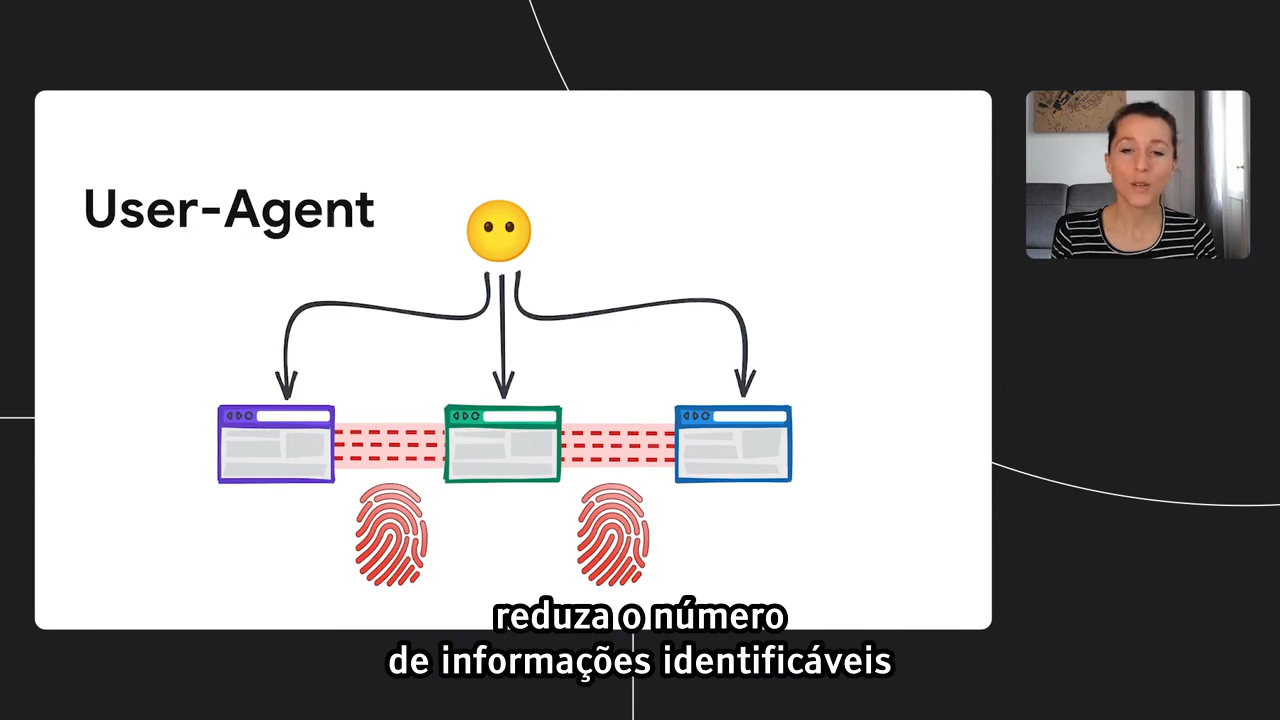 User-Agent
reduza o número
de informações identificáveis